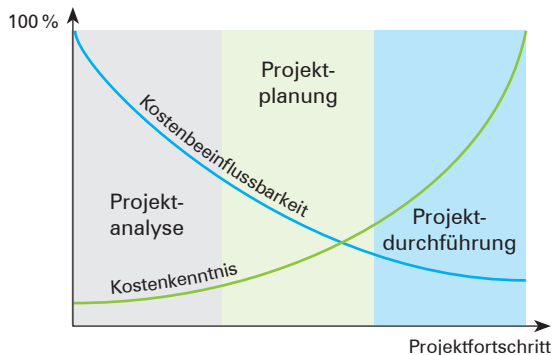 100 %
Projekt-
planung
Kostenbeeinflussbarkeit
Projekt-
analyse
Projekt-
durchführung
Kostenkenntnis
Projektfortschritt